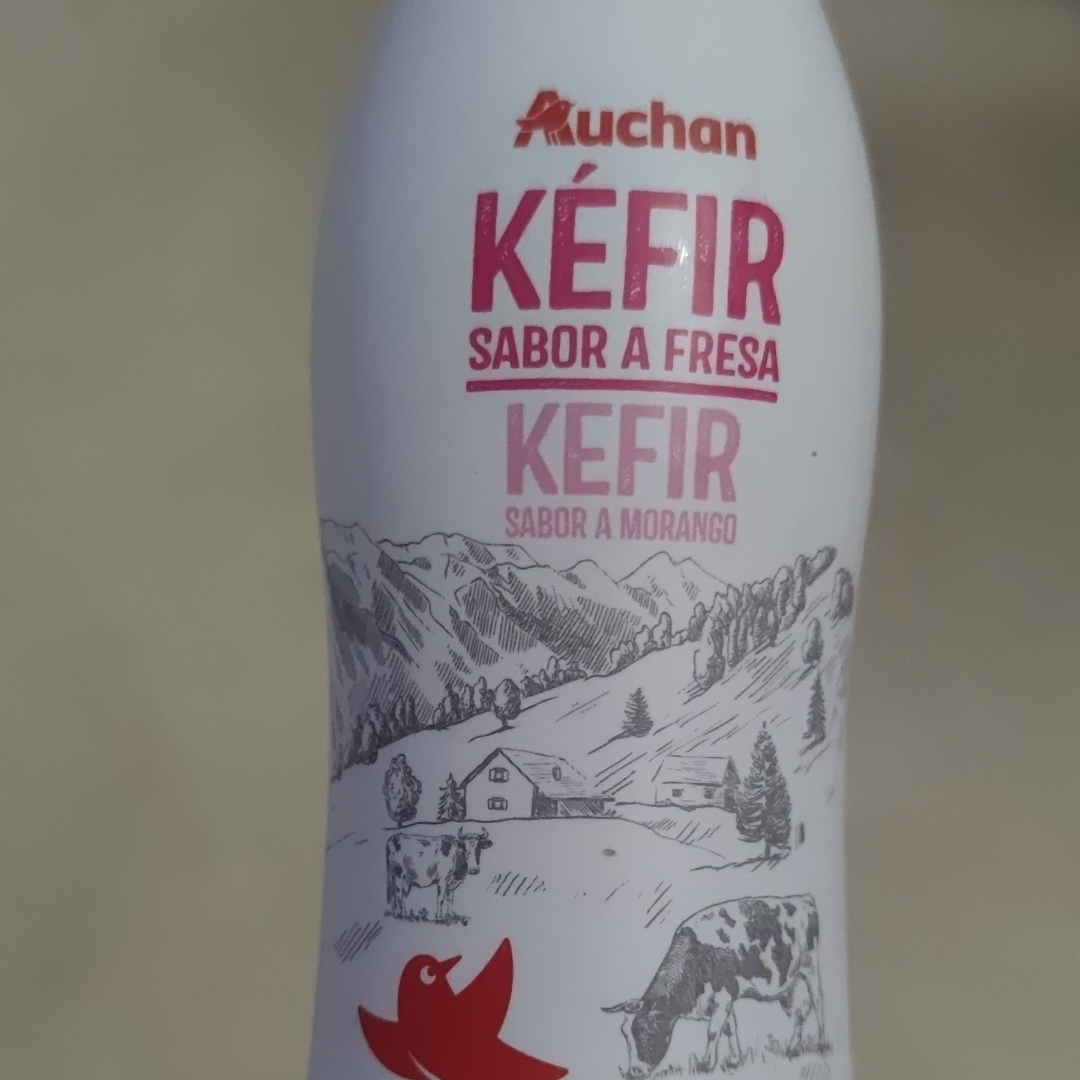 Auchan
KÉFIR
SABOR A FRESA
KEFIR
SABOR A MORANGO